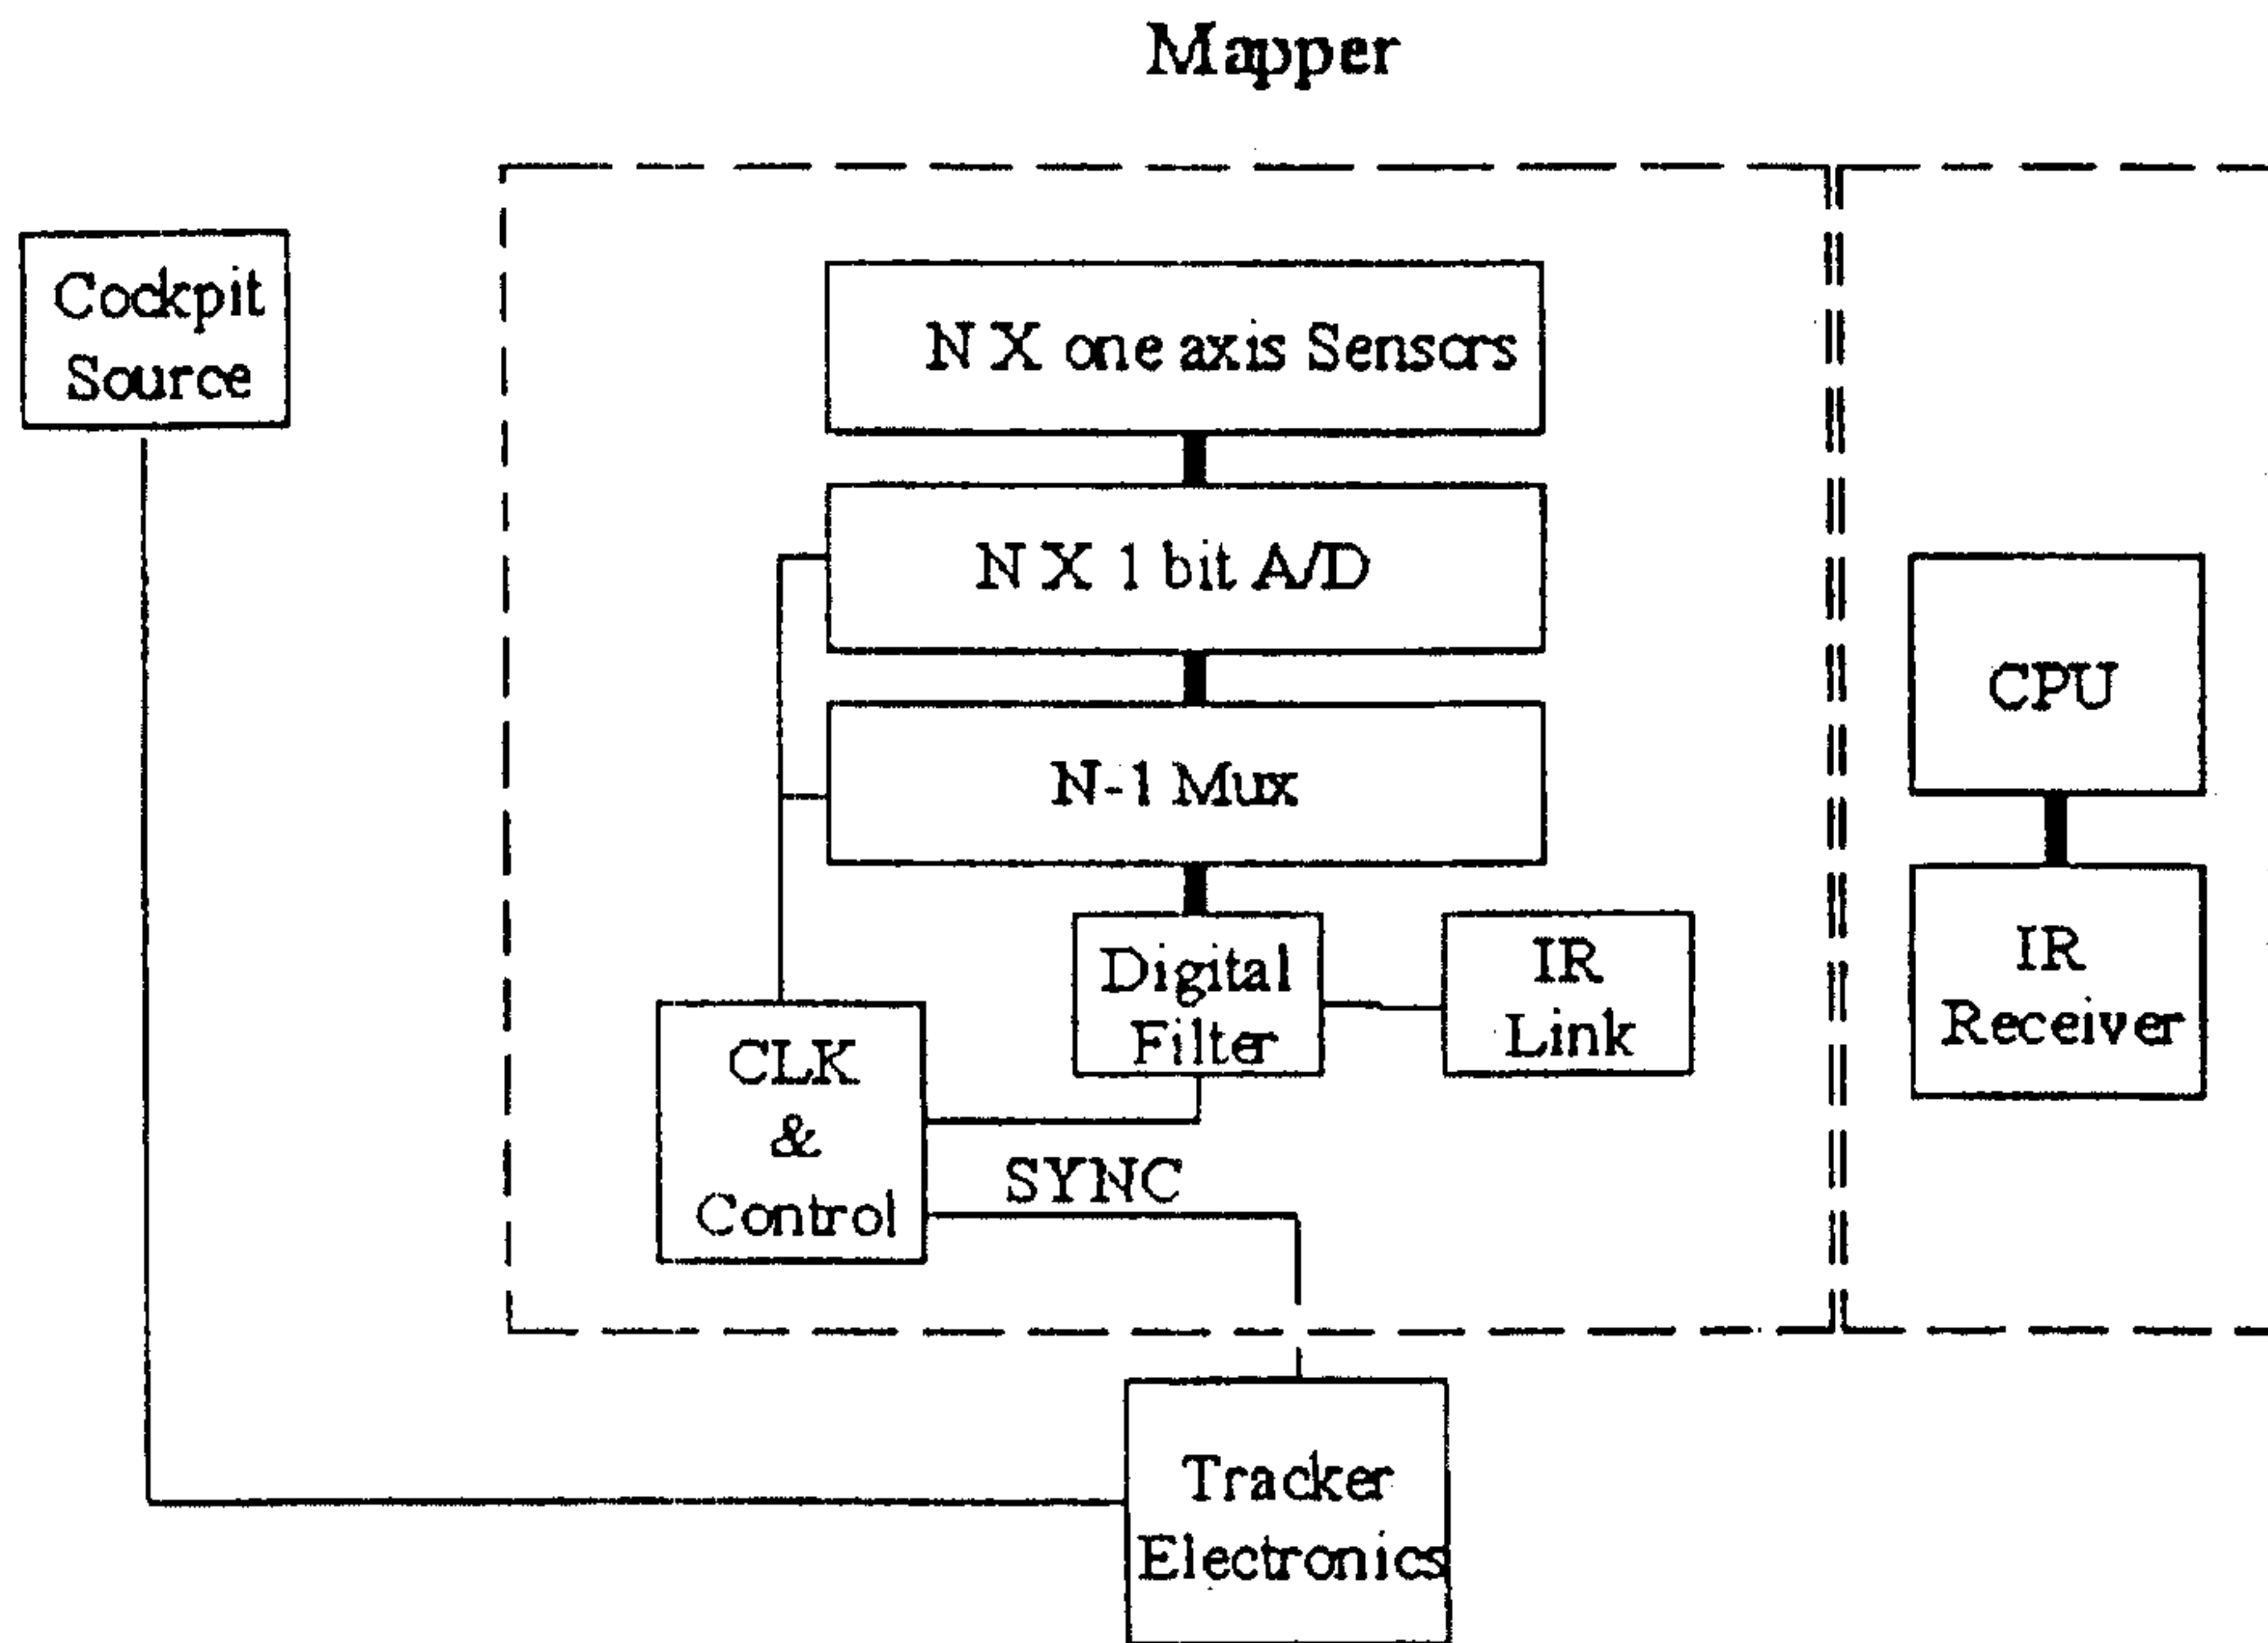 Mapper
Cockpit
Source
N X one axis Sensors
N X 1 bit A/D
N-1 Mux
CPU
Digital
Filter
IR
Link
IR
Receiver
CLK
&
Control
SYNC
Tracker
Electronics